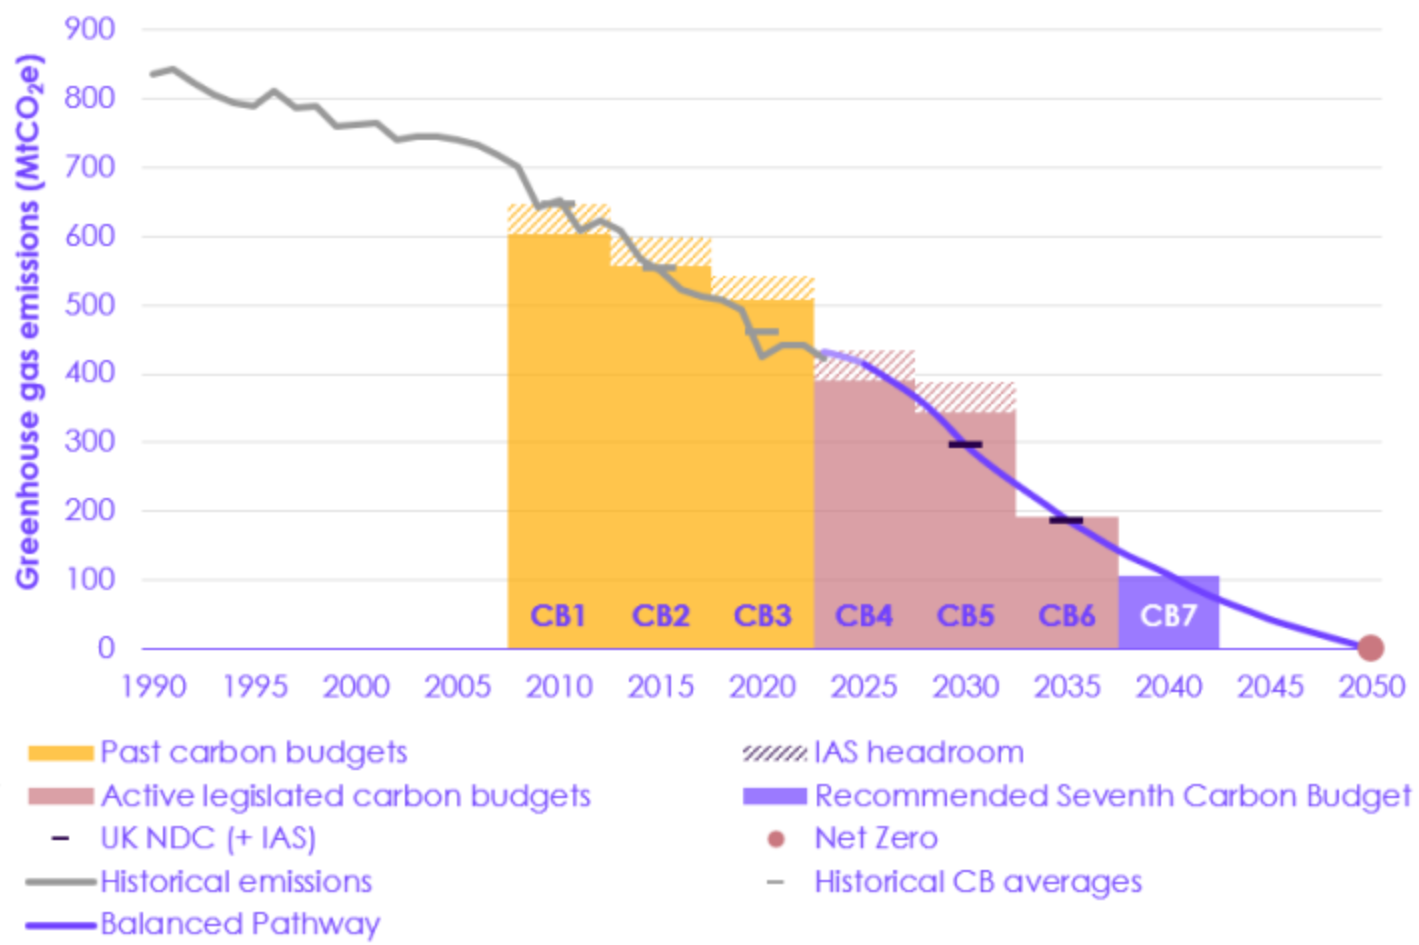 Greenhouse gas emissions (MtCO₂e)
900
800
700
600
500
400
300
200
100
0
CB1 CB2 CB3 CB4 CB5 CB6 CB7
1990 1995 2000 2005 2010 2015 2020 2025 2030 2035 2040 2045 2050
Past carbon budgets
IAS headroom
Active legislated carbon budgets
Recommended Seventh Carbon Budget
UK NDC (+ IAS)
Net Zero
Historical emissions
Historical CB averages
Balanced Pathway